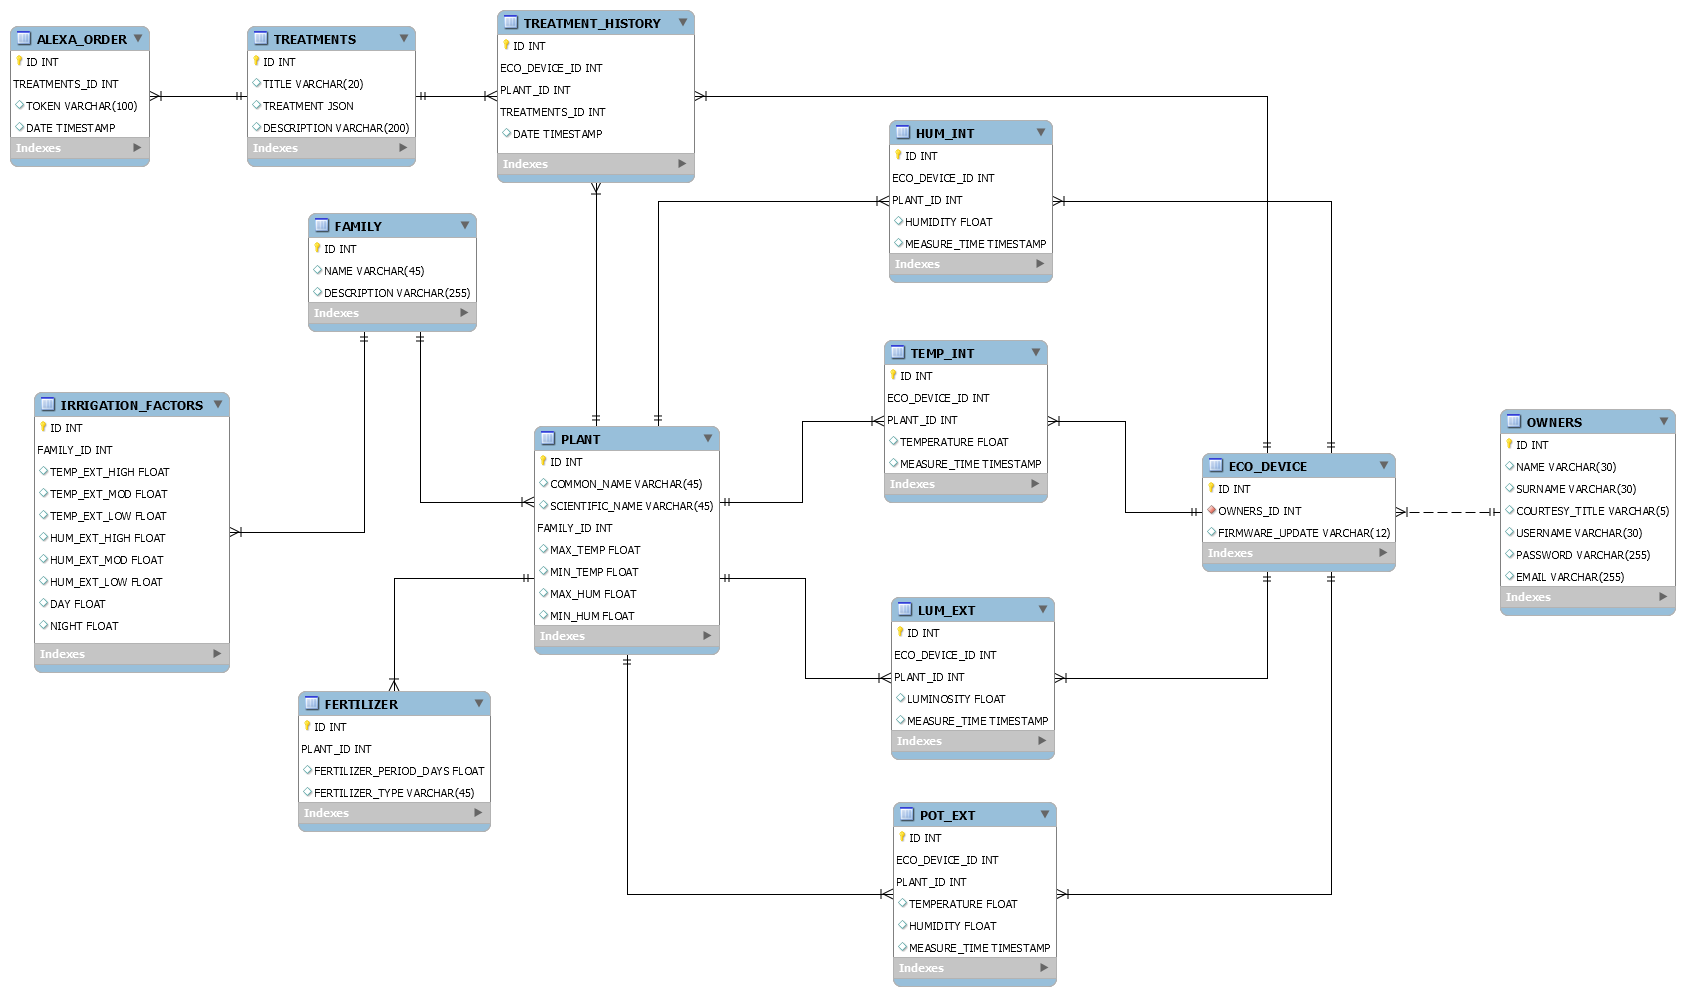 ALEXA_ORDER
ID INT
TREATMENTS_ID INT
TOKEN VARCHAR(100)
DATE TIMESTAMP
Indexes
TREATMENTS
ID INT
TITLE VARCHAR(20)
TREATMENT JSON
DESCRIPTION VARCHAR(200)
Indexes
TREATMENT_HISTORY
ID INT
ECO_DEVICE_ID INT
PLANT_ID INT
TREATMENTS_ID INT
DATE TIMESTAMP
Indexes
HUM_INT
ID INT
ECO_DEVICE_ID INT
PLANT_ID INT
HUMIDITY FLOAT
MEASURE_TIME TIMESTAMP
Indexes
FAMILY
ID INT
NAME VARCHAR(45)
DESCRIPTION VARCHAR(255)
Indexes
TEMP_INT
ID INT
ECO_DEVICE_ID INT
PLANT_ID INT
TEMPERATURE FLOAT
MEASURE_TIME TIMESTAMP
Indexes
IRRIGATION_FACTORS
ID INT
FAMILY_ID INT
TEMP_EXT_HIGH FLOAT
TEMP_EXT_MOD FLOAT
TEMP_EXT_LOW FLOAT
HUM_EXT_HIGH FLOAT
HUM_EXT_MOD FLOAT
HUM_EXT_LOW FLOAT
DAY FLOAT
NIGHT FLOAT
Indexes
PLANT
ID INT
COMMON_NAME VARCHAR(45)
SCIENTIFIC_NAME VARCHAR(45)
FAMILY_ID INT
MAX_TEMP FLOAT
MIN_TEMP FLOAT
MAX_HUM FLOAT
MIN_HUM FLOAT
Indexes
ECO_DEVICE
ID INT
OWNERS_ID INT
FIRMWARE_UPDATE VARCHAR(12)
Indexes
OWNERS
ID INT
NAME VARCHAR(30)
SURNAME VARCHAR(30)
COURTESY_TITLE VARCHAR(5)
USERNAME VARCHAR(30)
PASSWORD VARCHAR(255)
EMAIL VARCHAR(255)
Indexes
LUM_EXT
ID INT
ECO_DEVICE_ID INT
PLANT_ID INT
LUMINOSITY FLOAT
MEASURE_TIME TIMESTAMP
Indexes
FERTILIZER
ID INT
PLANT_ID INT
FERTILIZER_PERIOD_DAYS FLOAT
FERTILIZER_TYPE VARCHAR(45)
Indexes
POT_EXT
ID INT
ECO_DEVICE_ID INT
PLANT_ID INT
TEMPERATURE FLOAT
HUMIDITY FLOAT
MEASURE_TIME TIMESTAMP
Indexes